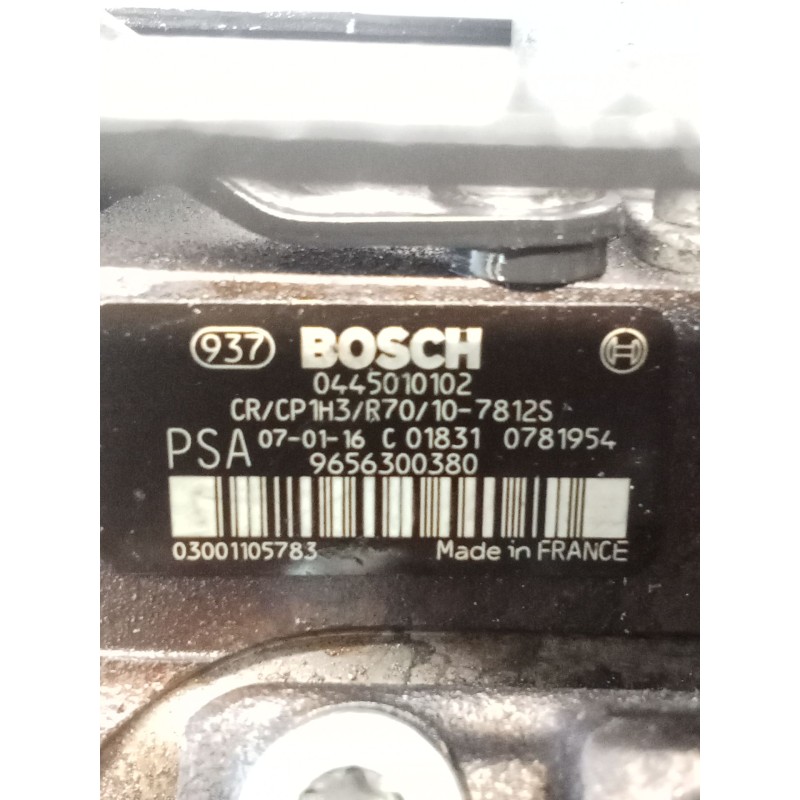 937 BOSCH
0445010102
CR/CP1H3/R70/10-7812S
PSA 07-01-16 C 01831 0781954
9656300380
03001105783 Made in FRANCE